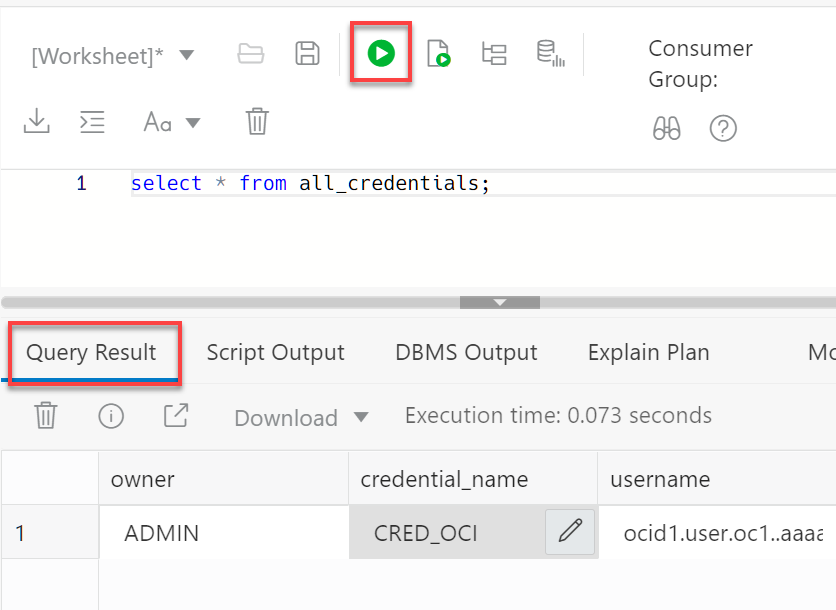 [Worksheet]*
Consumer
Group:
Aa
1 select * from all_credentials;
Query Result Script Output DBMS Output Explain Plan Mo
Download Execution time: 0.073 seconds
owner credential_name username
1 ADMIN CRED_OCI ocid1.user.oc1..aaaa